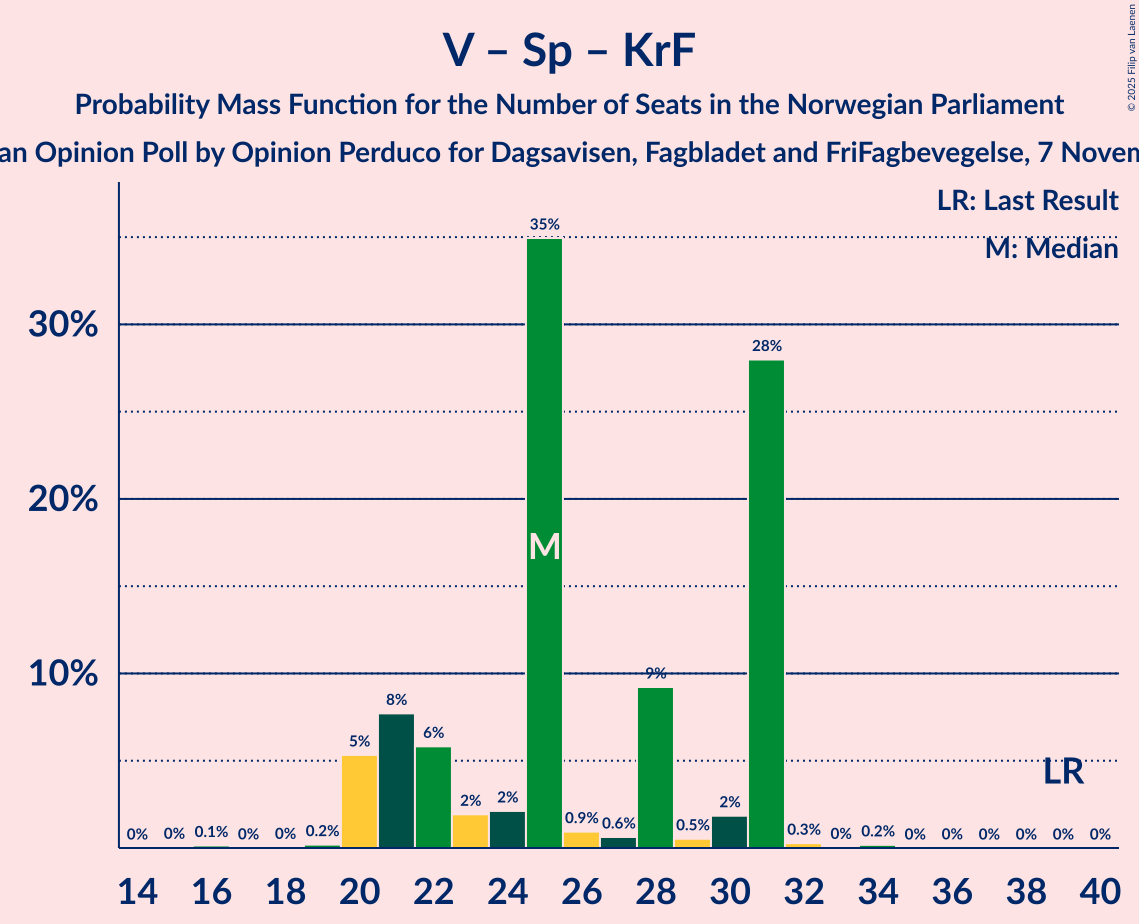 V – Sp – KrF
Probability Mass Function for the Number of Seats in the Norwegian Parliament
an Opinion Poll by Opinion Perduco for Dagsavisen, Fagbladet and FriFagbevegelse, 7
© 2025 Filip van Laenen
LR: Last Result
M: Median
30%
20%
10%
0% 0% 0.1% 0% 0% 0.2% 5% 8% 6% 2% 2% 35% 0.9% 0.6% 9% 0.5% 2% 28% 0.3% 0% 0.2% 0% 0% 0% 0% 0% 0%
M
LR
14 16 18 20 22 24 26 28 30 32 34 36 38 40